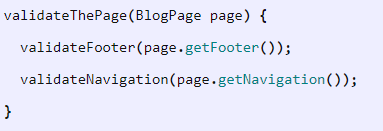 validateThePage(BlogPage page) {
validateFooter(page.getFooter());
validateNavigation(page.getNavigation());
}